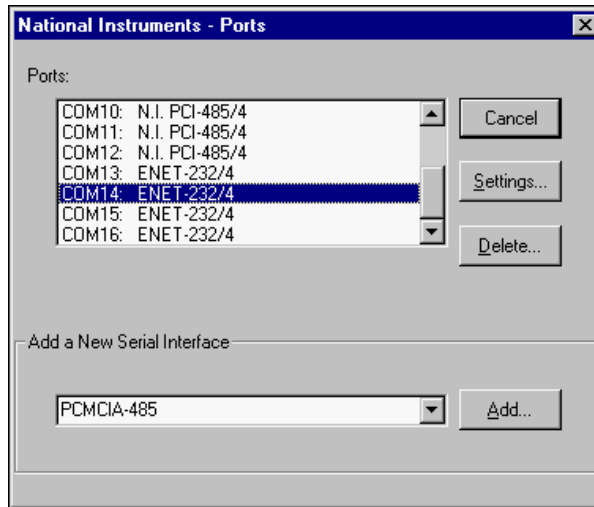 National Instruments - Ports
Ports:
COM10: N.I. PCI-485/4
COM11: N.I. PCI-485/4
COM12: N.I. PCI-485/4
COM13: ENET-232/4
COM14: ENET-232/4
COM15: ENET-232/4
COM16: ENET-232/4
Cancel
Settings...
Delete...
Add a New Serial Interface
PCMCIA-485
Add...